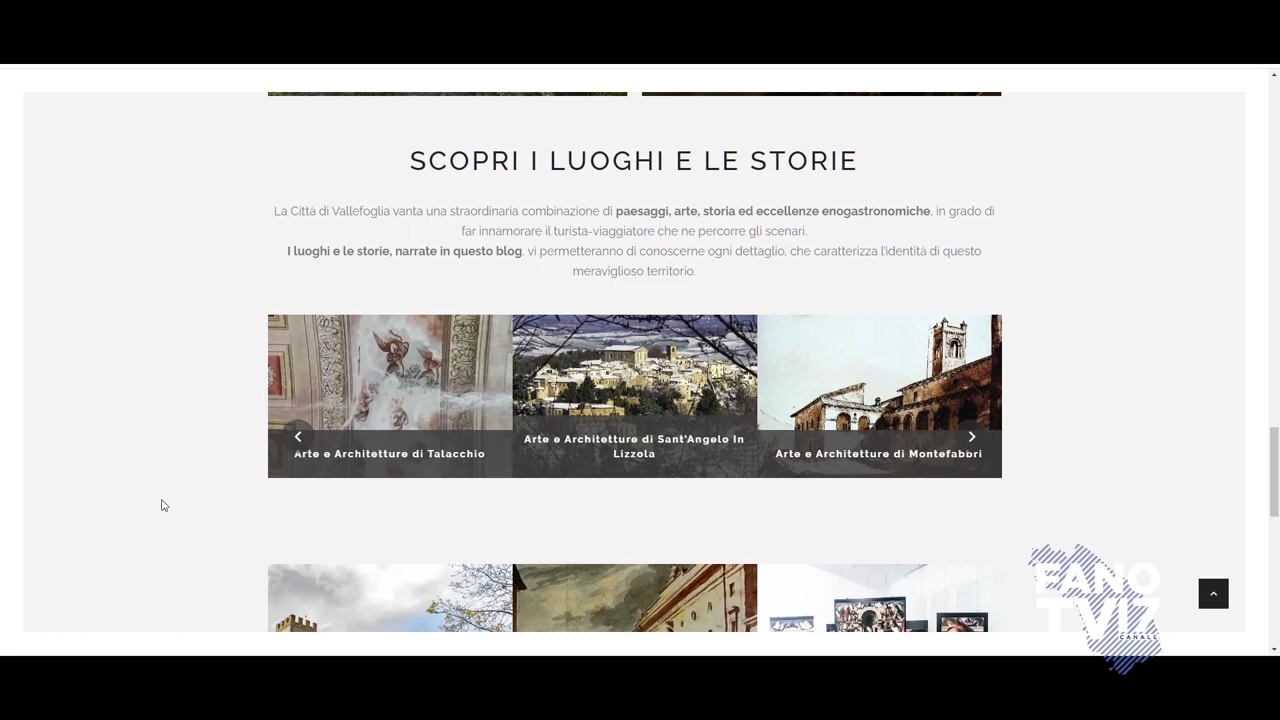 SCOPRI I LUOGHI E LE STORIE
La Città di Vallefoglia vanta una straordinaria combinazione di paesaggi, arte, storia ed eccellenze enogastronomiche, in grado di
far innamorare il turista-viaggiatore che ne percorre gli scenari.
I luoghi e le storie, narrate in questo blog, vi permetteranno di conoscerne ogni dettaglio, che caratterizza l'identità di questo
meraviglioso territorio.
Arte e Architetture di Talacchio
Arte e Architetture di Sant'Angelo In
Lizzola
Arte e Architetture di Montefabbri
FANO
TV17
CANALE